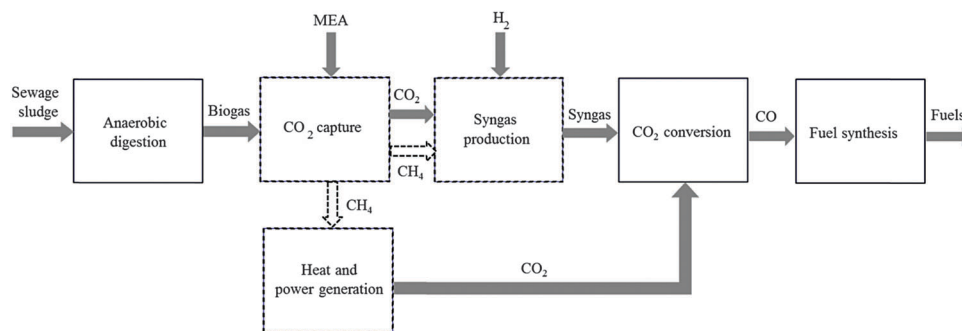 MEA
H2
Sewage
sludge
Anaerobic
digestion
Biogas
CO2 capture
CO2
CH4
Syngas
production
Syngas
CO2 conversion
CO
Fuel synthesis
Fuels
CH4
Heat and
power generation
CO2